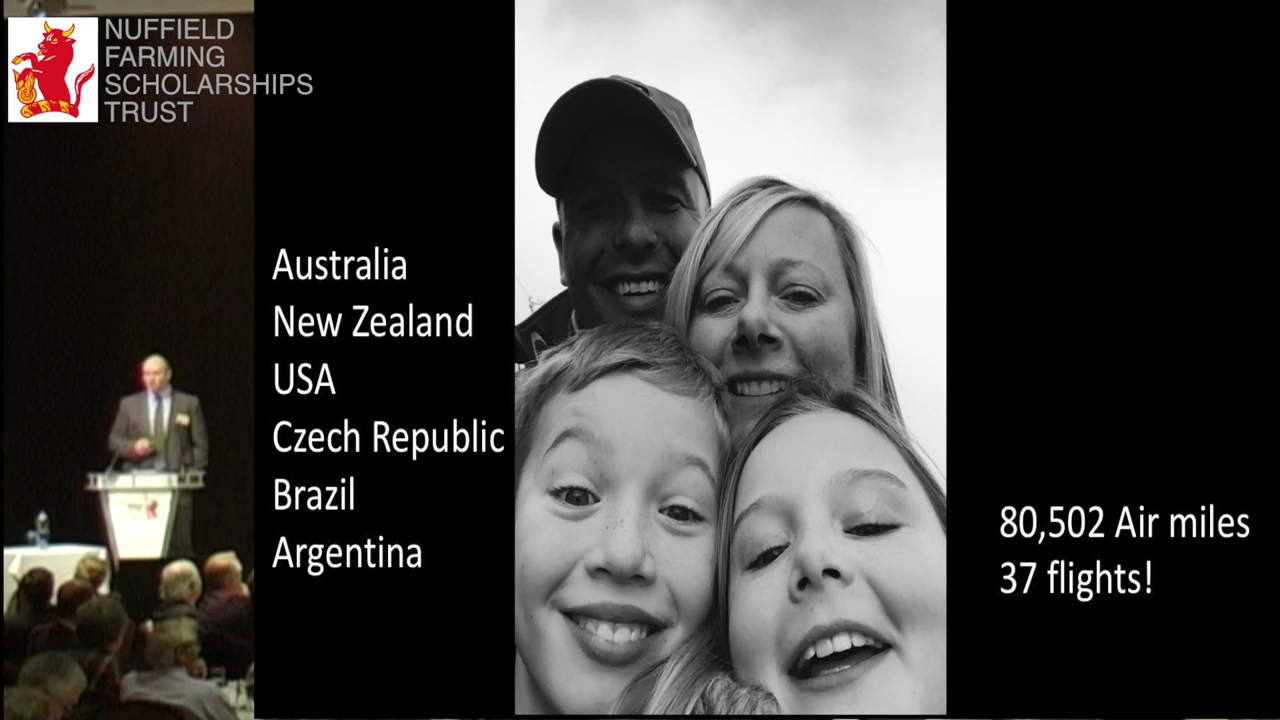 NUFFIELD
FARMING
SCHOLARSHIPS
TRUST
Australia
New Zealand
USA
Czech Republic
Brazil
Argentina
80,502 Air miles
37 flights!